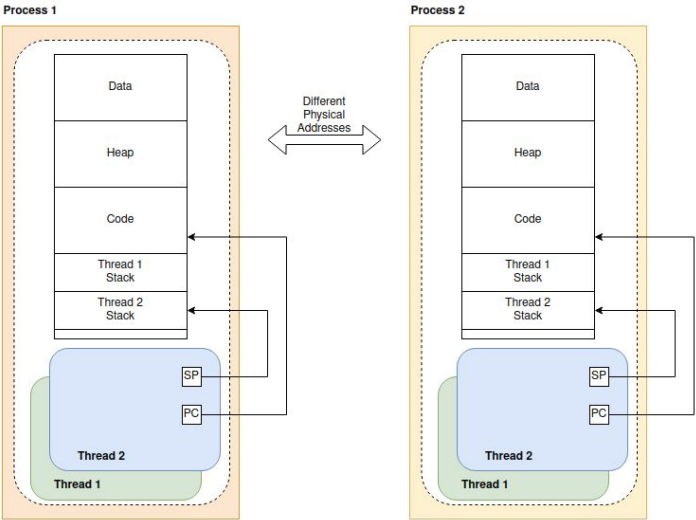 Process 1
Data
Heap
Code
Thread 1
Stack
Thread 2
Stack
SP
PC
Thread 2
Thread 1
Different
Physical
Addresses
Process 2
Data
Heap
Code
Thread 1
Stack
Thread 2
Stack
SP
PC
Thread 2
Thread 1